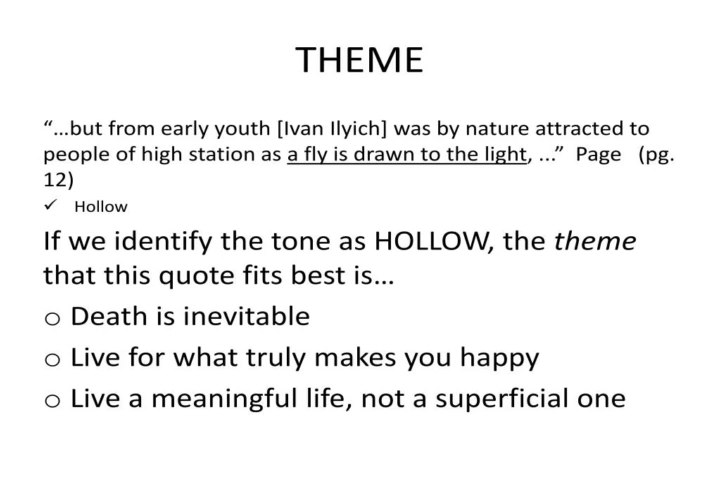 THEME
“…but from early youth [Ivan Ilyich] was by nature attracted to
people of high station as a fly is drawn to the light, …” Page (pg.
12)
✓ Hollow
If we identify the tone as HOLLOW, the theme
that this quote fits best is…
o Death is inevitable
o Live for what truly makes you happy
o Live a meaningful life, not a superficial one